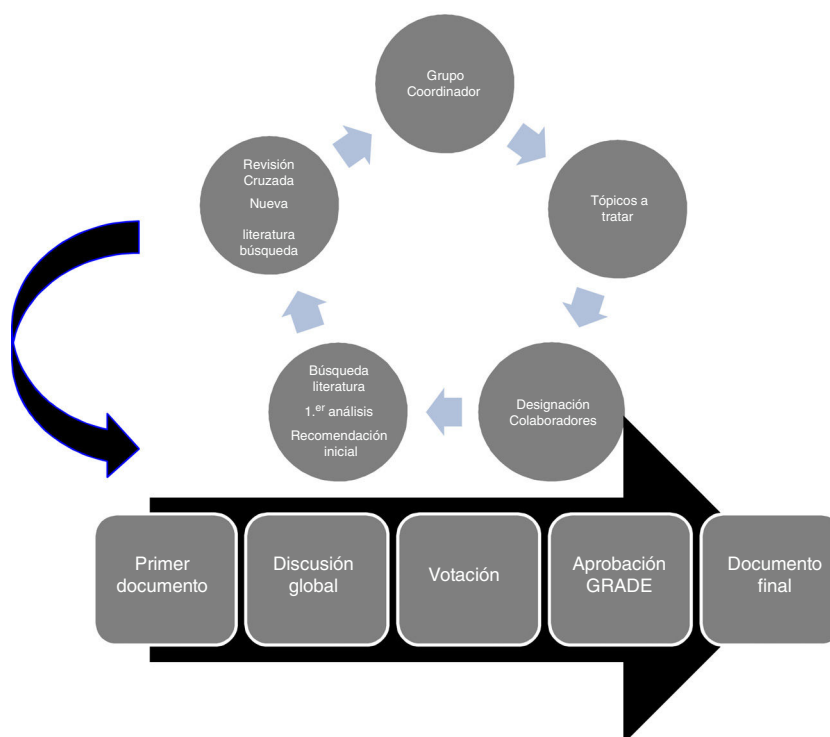 Grupo
Coordinador
Tópicos a
tratar
Designación
Colaboradores
Búsqueda
literatura
1.er análisis
Recomendación
inicial
Revisión
Cruzada
Nueva
literatura
búsqueda
Primer
documento
Discusión
global
Votación
Aprobación
GRADE
Documento
final